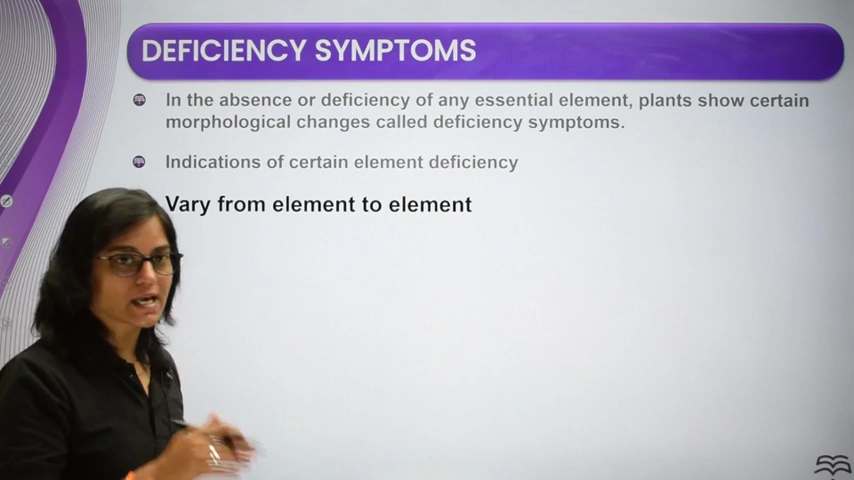 DEFICIENCY SYMPTOMS
In the absence or deficiency of any essential element, plants show certain
morphological changes called deficiency symptoms.
Indications of certain element deficiency
Vary from element to element